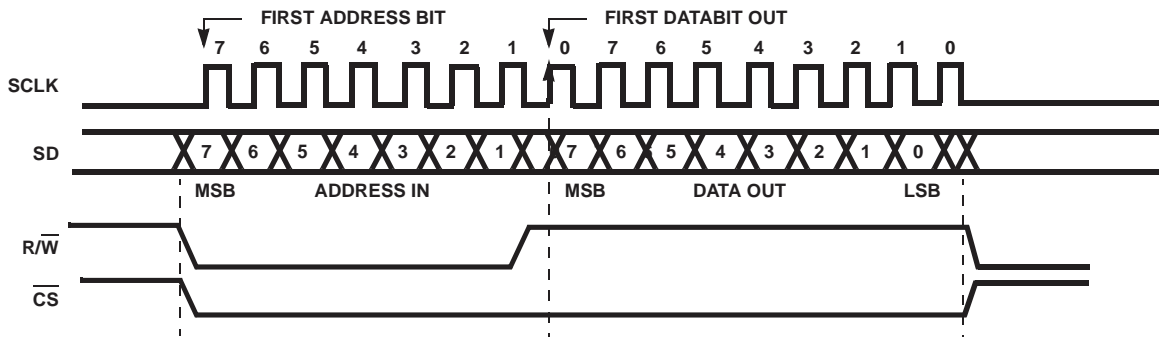 FIRST ADDRESS BIT FIRST DATABIT OUT
7 6 5 4 3 2 1 0 7 6 5 4 3 2 1 0
SCLK
SD 7 6 5 4 3 2 1 7 6 5 4 3 2 1 0
MSB ADDRESS IN MSB DATA OUT LSB
R/W̅
C̅S̅